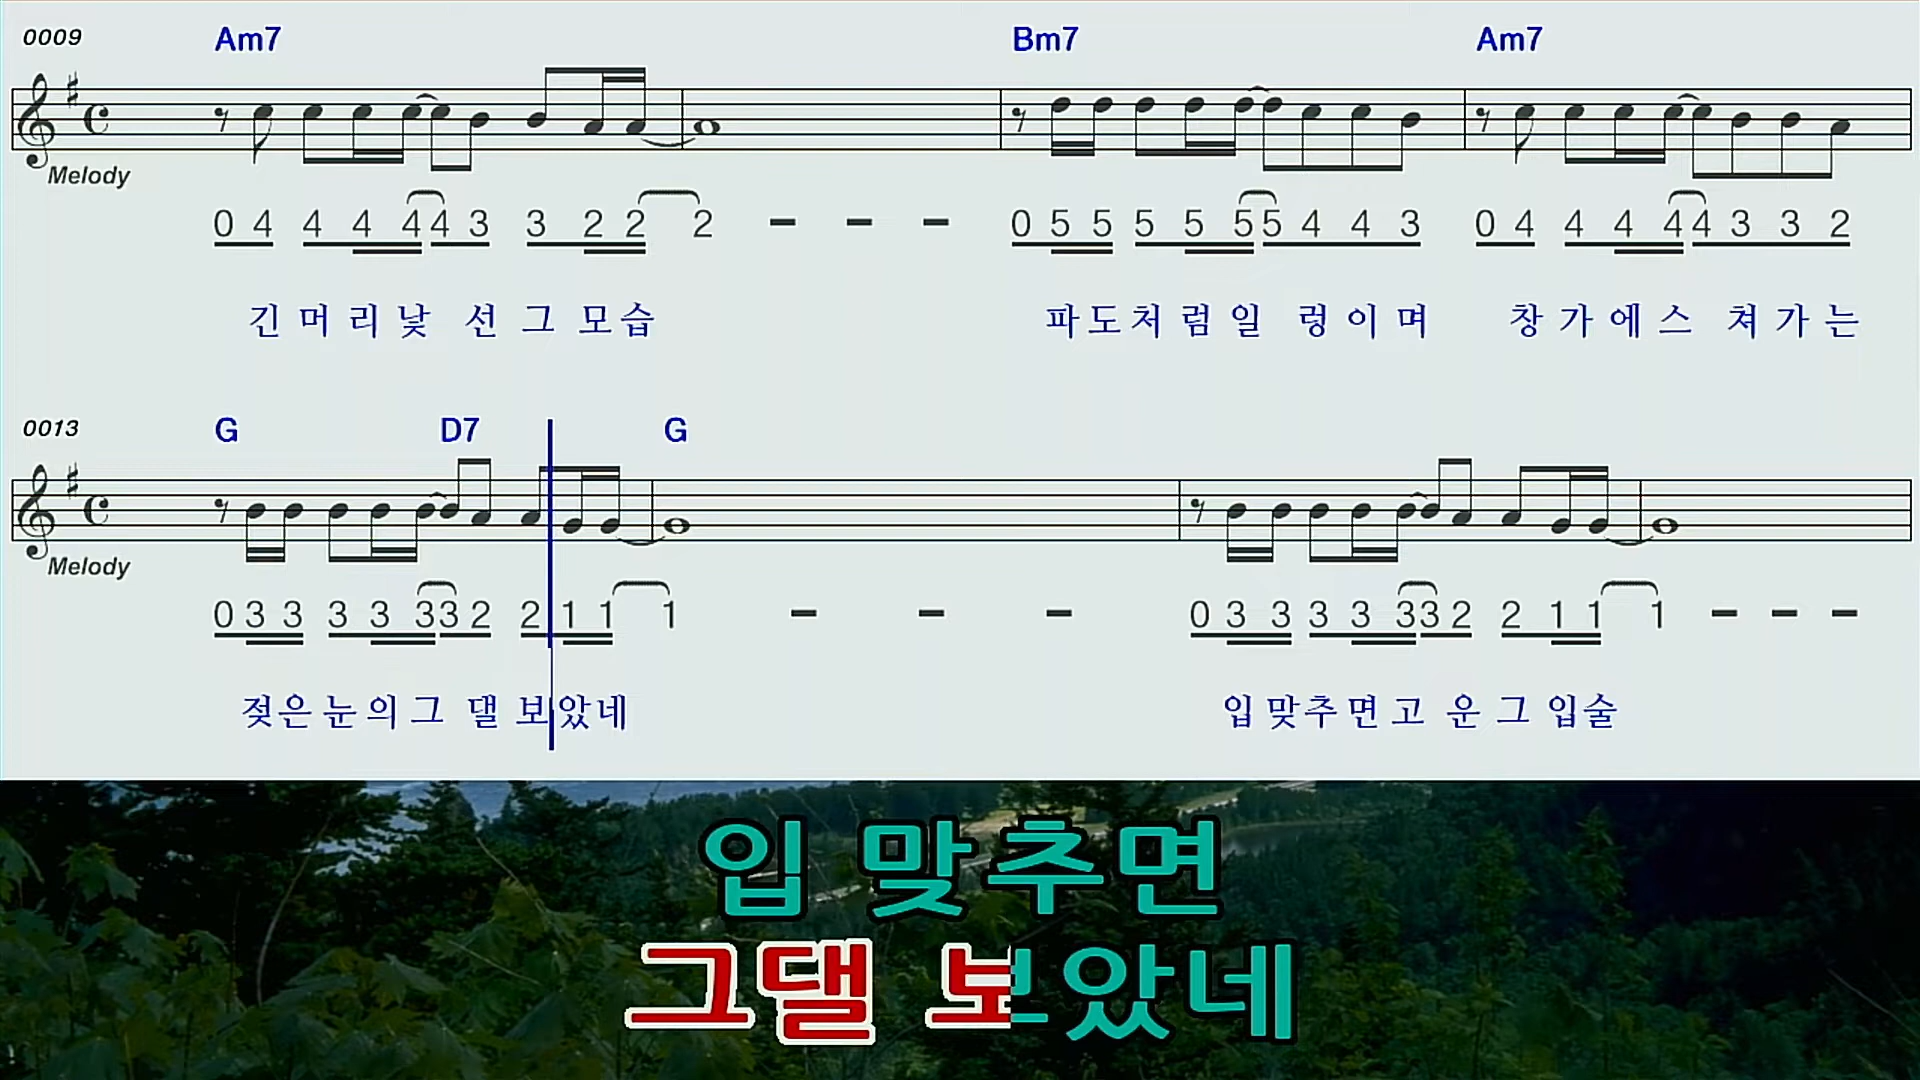 0009 Am7 Bm7 Am7
Melody
0 4 4 4 4 4 3 3 2 2 2 - - - 0 5 5 5 5 5 5 4 4 3 0 4 4 4 4 4 3 3 2
긴 머 리 낯 선 그 모 습 파 도 처 럼 일 렁 이 며 창 가 에 스 쳐 가 는
0013 G D7 G
Melody
0 3 3 3 3 3 3 2 2 1 1 1 - - - 0 3 3 3 3 3 3 2 2 1 1 1 - - -
젖 은 눈 의 그 댈 보 았 네 입 맞 추 면 고 운 그 입 술
입 맞추면
그댈 보았네